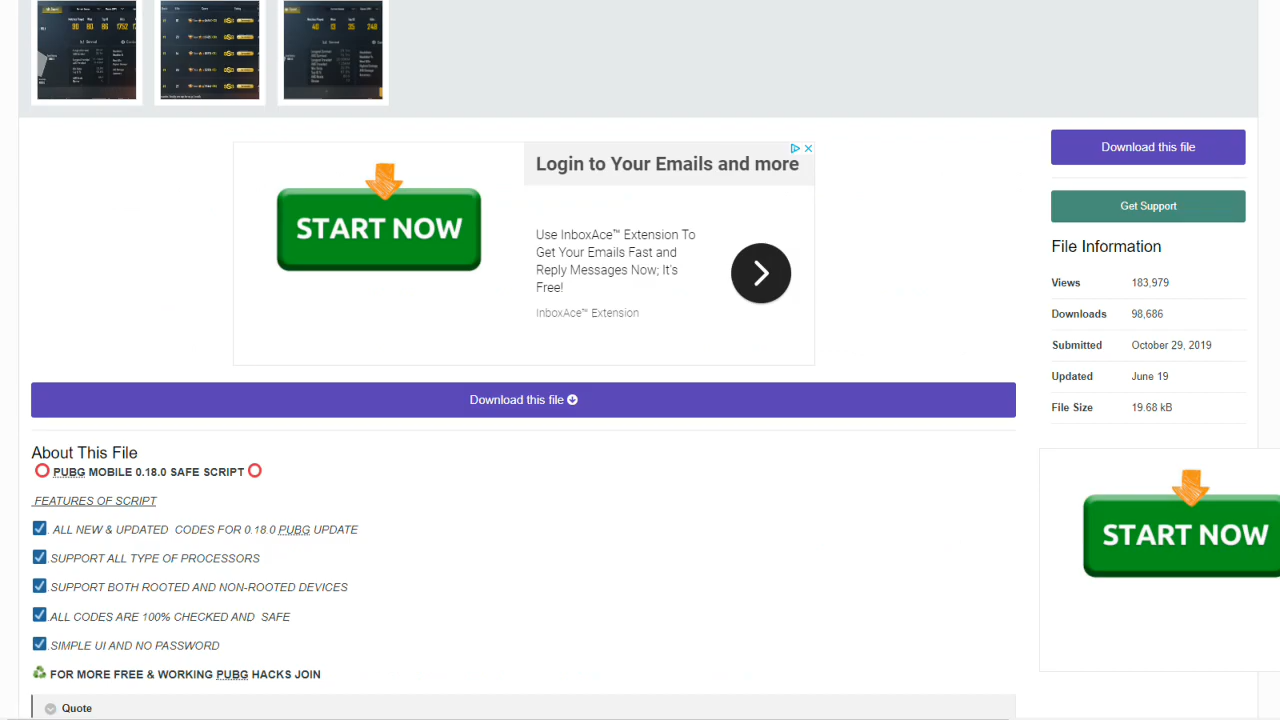 START NOW
Login to Your Emails and more
Use InboxAce™ Extension To
Get Your Emails Fast and
Reply Messages Now; It's
Free!
InboxAce™ Extension
Download this file
Get Support
File Information
Views 183,979
Downloads 98,686
Submitted October 29, 2019
Updated June 19
File Size 19.68 kB
Download this file
About This File
PUBG MOBILE 0.18.0 SAFE SCRIPT
FEATURES OF SCRIPT
. ALL NEW & UPDATED CODES FOR 0.18.0 PUBG UPDATE
.SUPPORT ALL TYPE OF PROCESSORS
.SUPPORT BOTH ROOTED AND NON-ROOTED DEVICES
.ALL CODES ARE 100% CHECKED AND SAFE
.SIMPLE UI AND NO PASSWORD
FOR MORE FREE & WORKING PUBG HACKS JOIN
Quote
START NOW